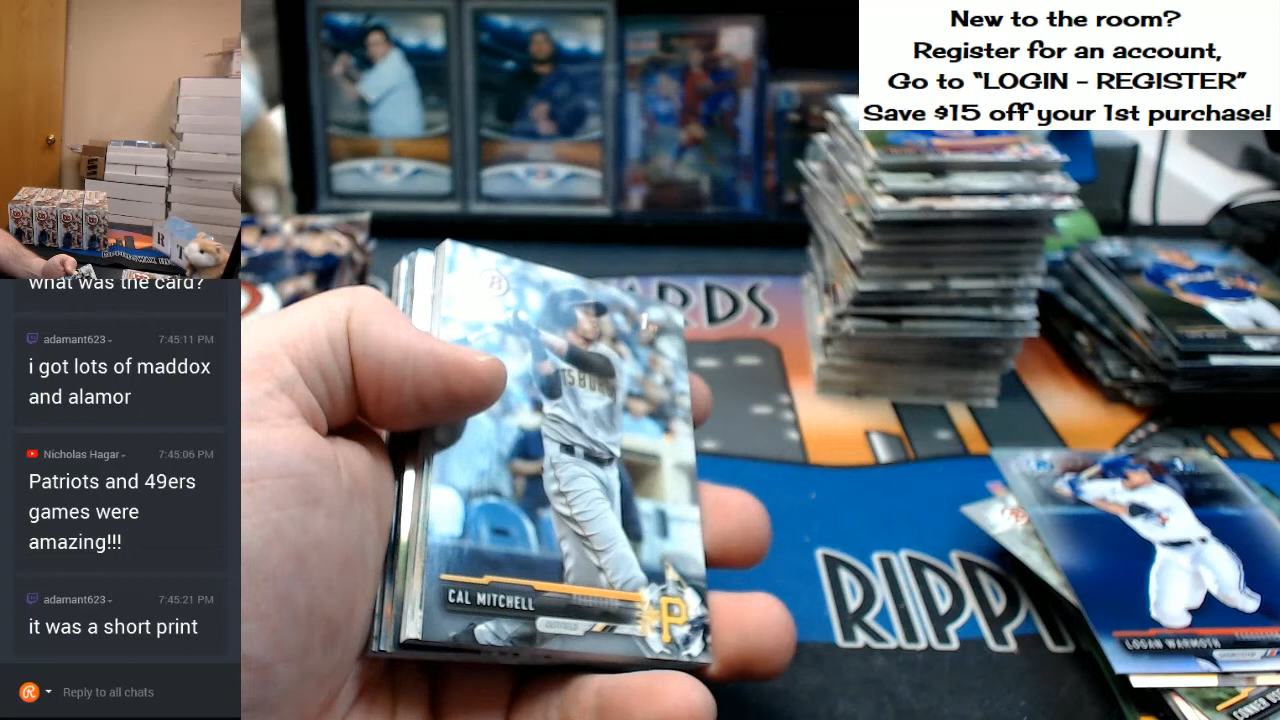 New to the room?
Register for an account,
Go to “LOGIN - REGISTER”
Save $15 off your 1st purchase!
what was the card?
adamant623
7:45:11 PM
i got lots of maddox
and alamor
Nicholas Hagar
7:45:06 PM
Patriots and 49ers
games were
amazing!!!
adamant623
7:45:21 PM
it was a short print
Reply to all chats
B
TSBU
CAL MITCHELL
P
ARDS
RIPP
LOGAN WARMOTH